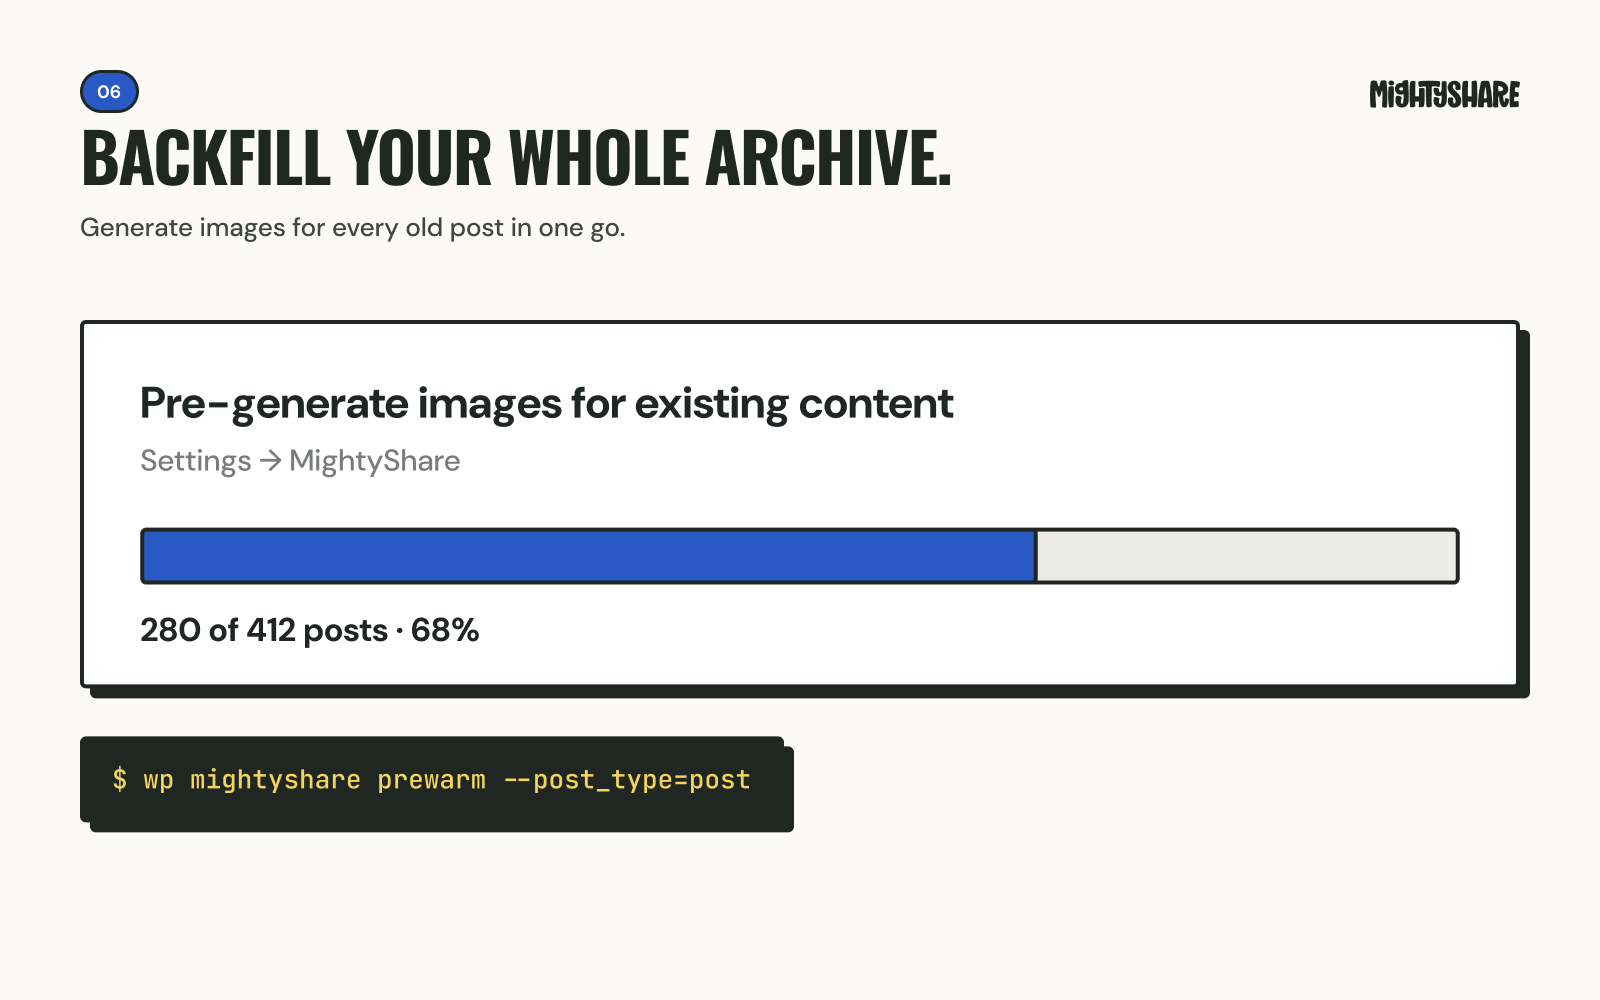 06
MIGHTYSHARE
BACKFILL YOUR WHOLE ARCHIVE.
Generate images for every old post in one go.
Pre-generate images for existing content
Settings → MightyShare
280 of 412 posts · 68%
$ wp mightyshare prewarm --post_type=post